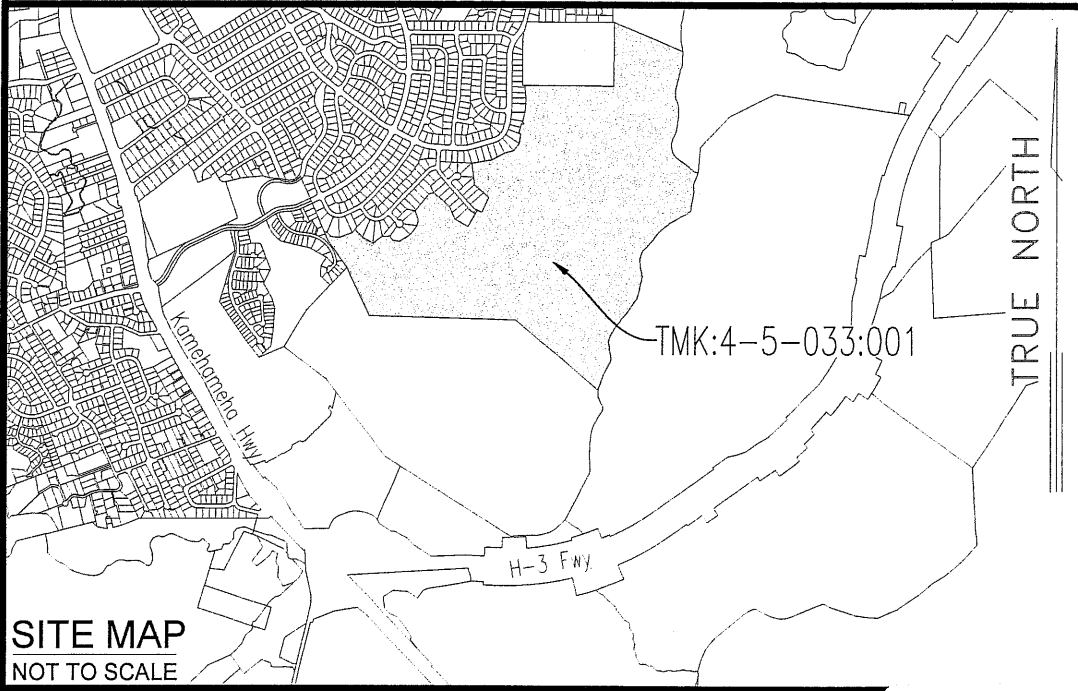 TMK:4-5-033:001
TRUE NORTH
Kamehameha Hwy
H-3 Fwy
SITE MAP
NOT TO SCALE